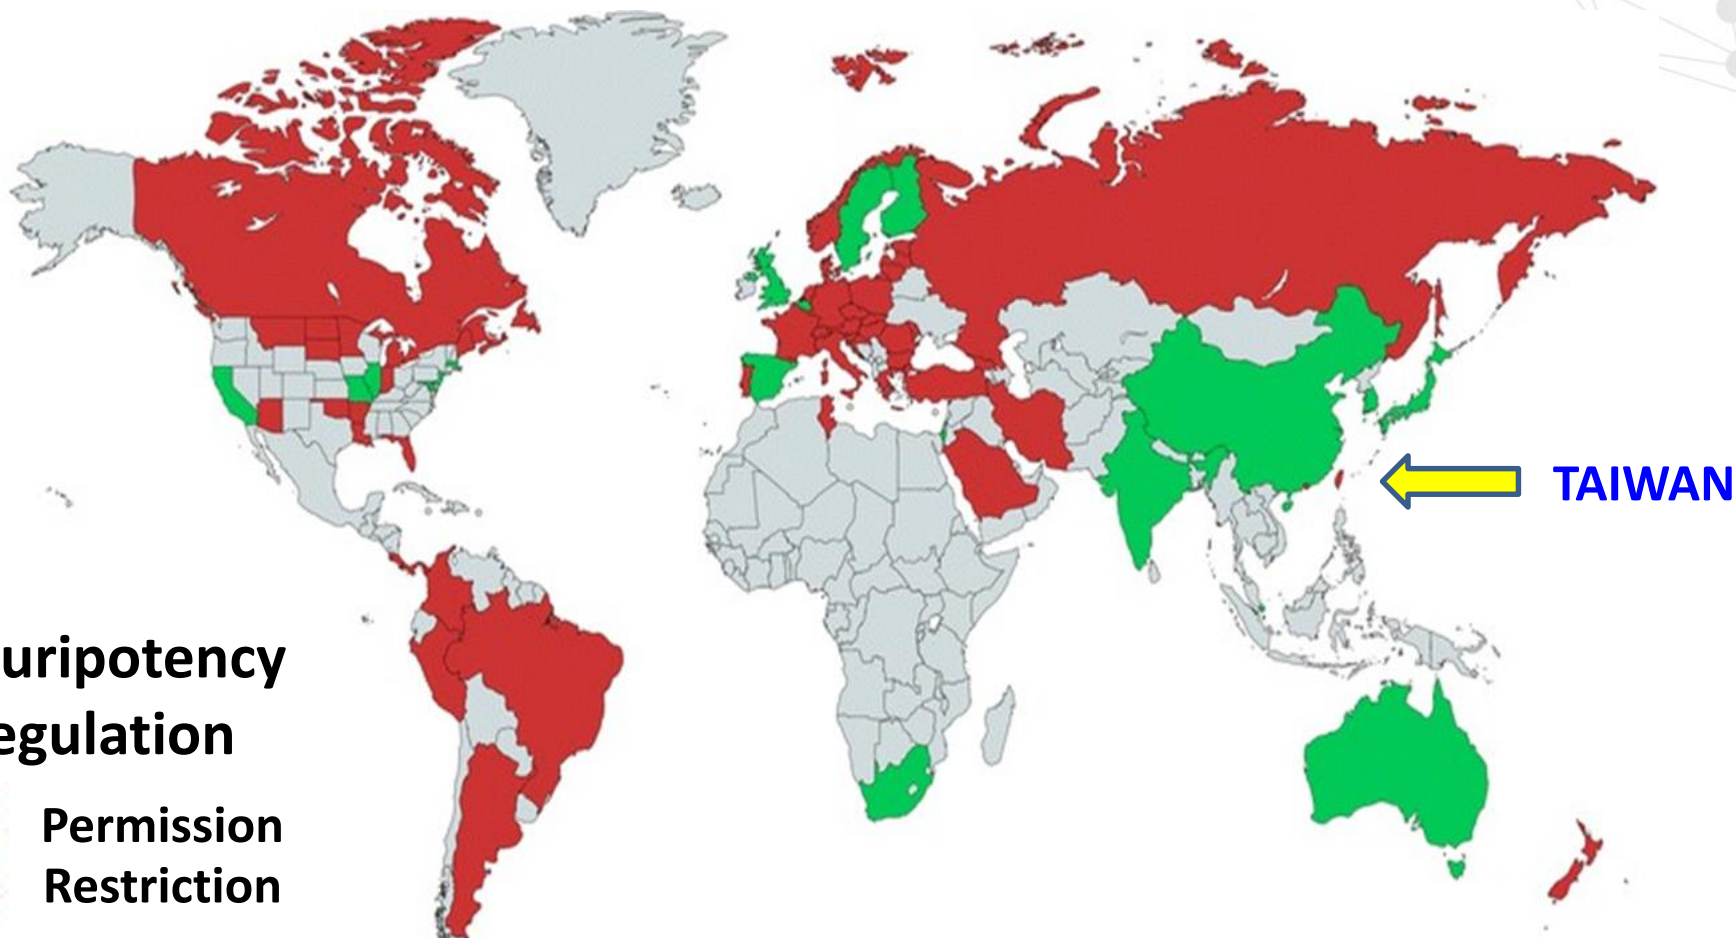 TAIWAN
uripotency
egulation
Permission
Restriction